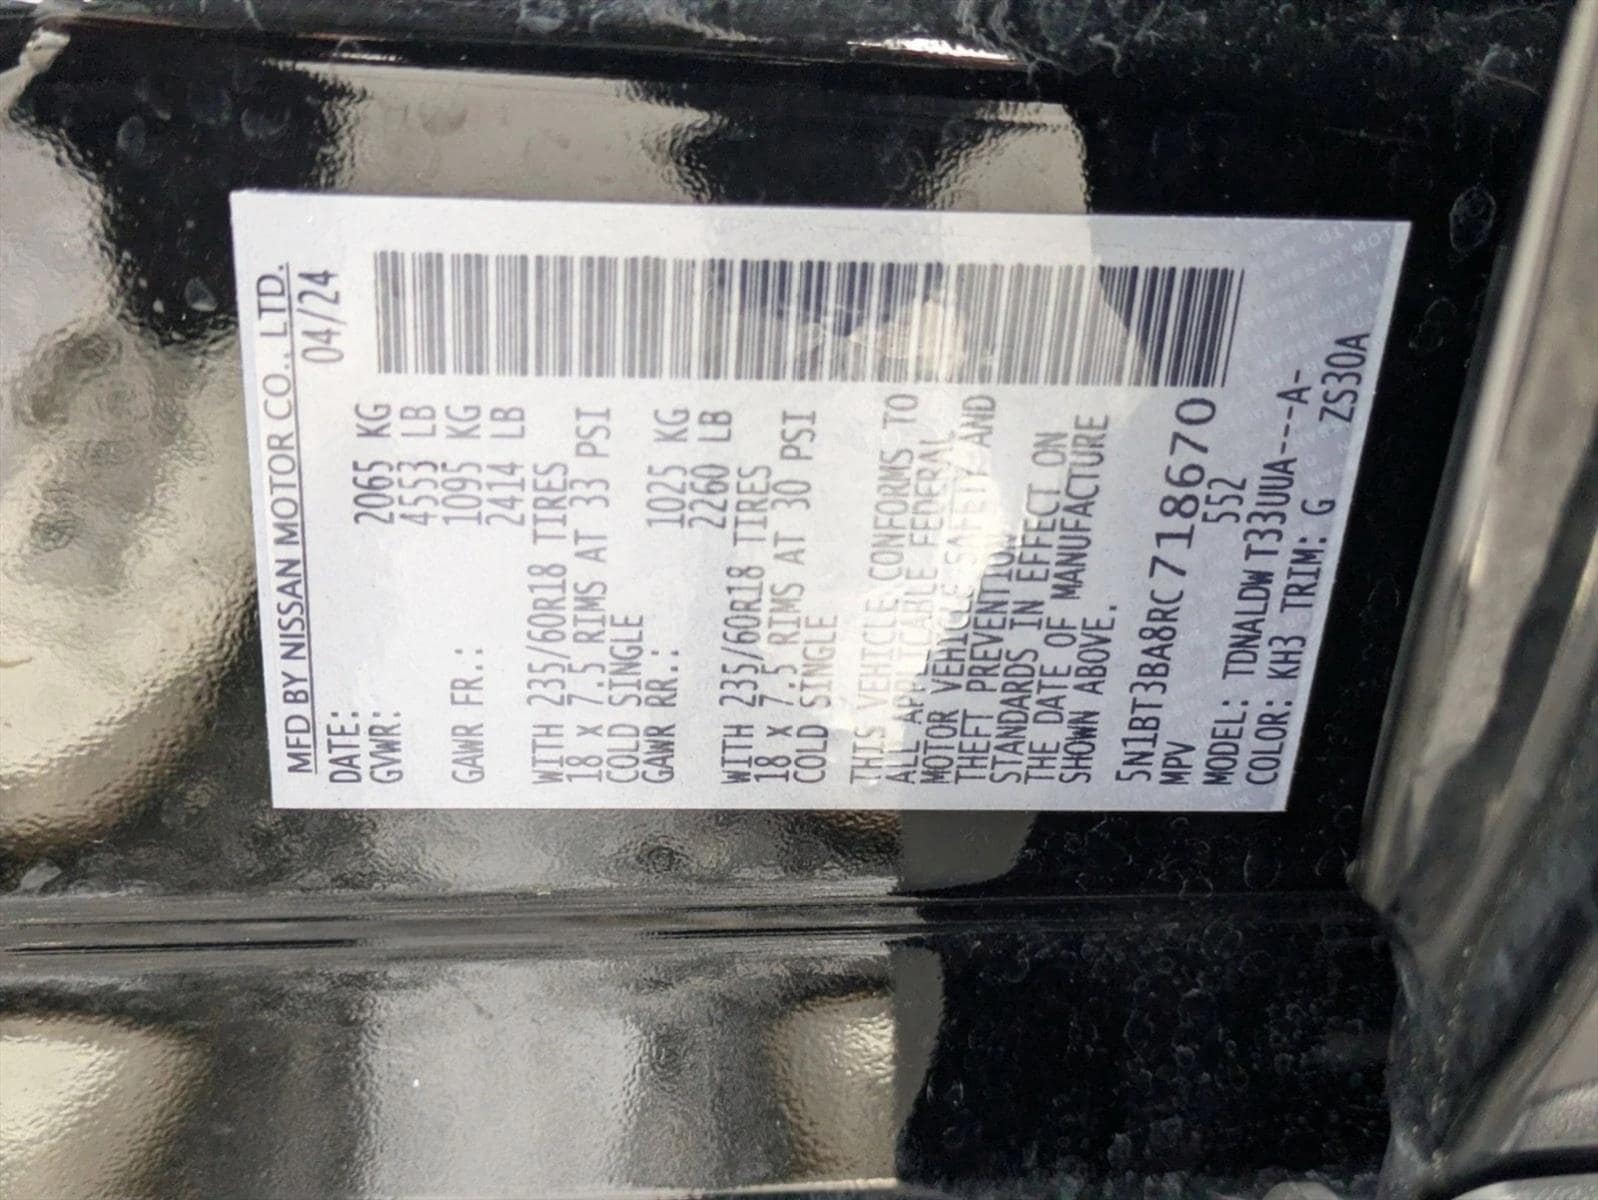 MFD BY NISSAN MOTOR CO., LTD.
DATE: 04/24
GVWR: 2065 KG
4553 LB
GAWR FR.: 1095 KG
2414 LB
WITH 235/60R18 TIRES
18 X 7.5 RIMS AT 33 PSI
COLD SINGLE
GAWR RR.: 1025 KG
2260 LB
WITH 235/60R18 TIRES
18 X 7.5 RIMS AT 30 PSI
COLD SINGLE
THIS VEHICLE CONFORMS TO
ALL APPLICABLE FEDERAL
MOTOR VEHICLE SAFETY AND
THEFT PREVENTION
STANDARDS IN EFFECT ON
THE DATE OF MANUFACTURE
SHOWN ABOVE.
5N1BT3BA8RC718670
MPV 552
MODEL: TDNALDW T33UUA---A-
COLOR: KH3 TRIM: G ZS30A